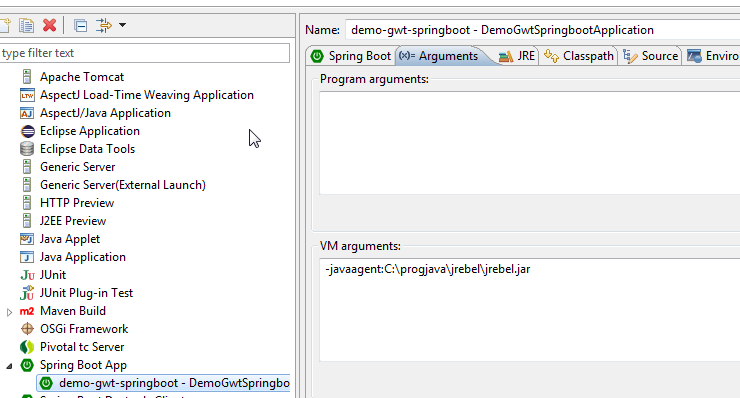 type filter text
Apache Tomcat
AspectJ Load-Time Weaving Application
AspectJ/Java Application
Eclipse Application
Eclipse Data Tools
Generic Server
Generic Server(External Launch)
HTTP Preview
J2EE Preview
Java Applet
Java Application
JUnit
JUnit Plug-in Test
Maven Build
OSGi Framework
Pivotal tc Server
Spring Boot App
demo-gwt-springboot - DemoGwtSpringbo
Name: demo-gwt-springboot - DemoGwtSpringbootApplication
Spring Boot (x)= Arguments JRE Classpath Source Enviro
Program arguments:
VM arguments:
-javaagent:C:\progjava\jrebel\jrebel.jar